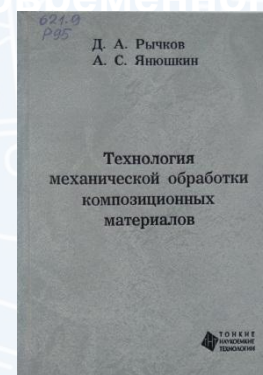 621.9
Р95
Д. А. Рычков
А. С. Янюшкин
Технология
механической обработки
композиционных
материалов
ТОНКИЕ
НАУКОЕМКИЕ
ТЕХНОЛОГИИ